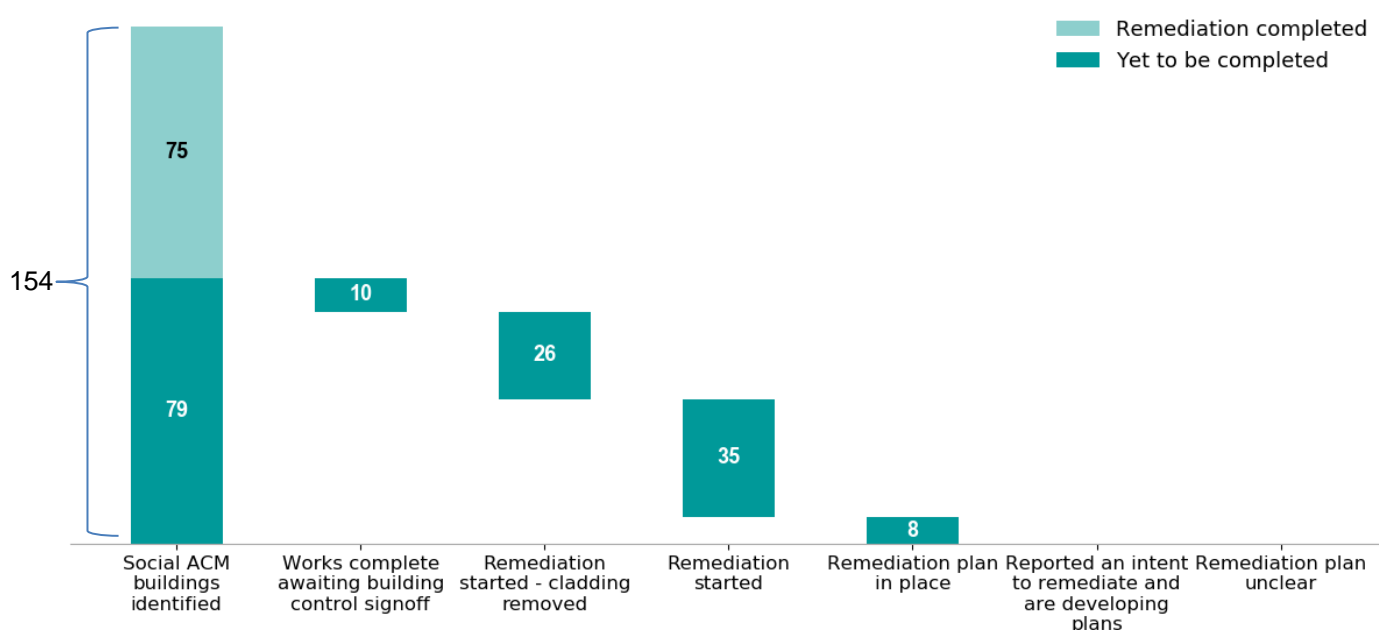 Remediation completed
Yet to be completed
75
154
10
26
79
35
8
Social ACM
buildings
identified
Works complete
awaiting building
control signoff
Remediation
started - cladding
removed
Remediation
started
Remediation plan
in place
Reported an intent
to remediate and
are developing
plans
Remediation plan
unclear